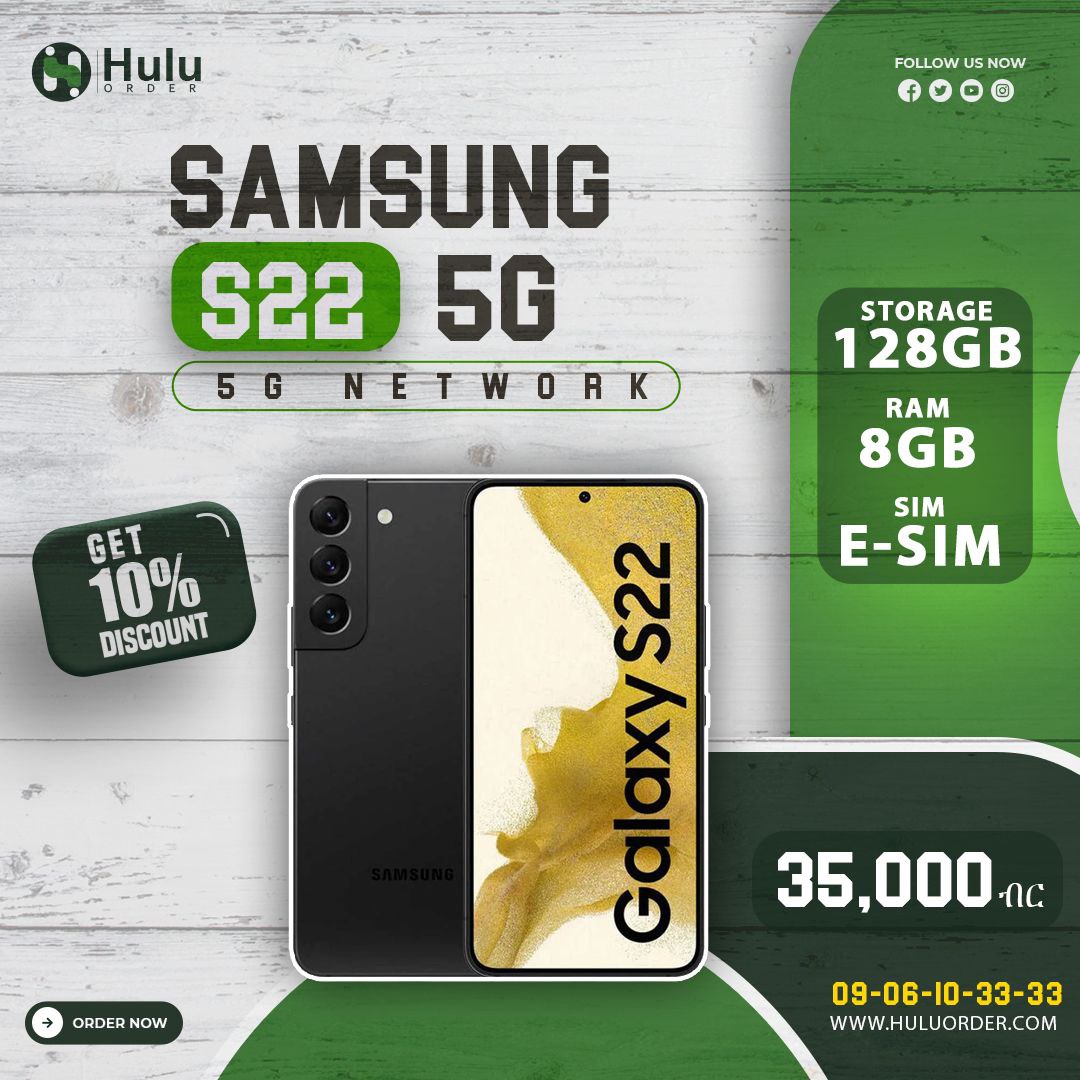 Hulu
ORDER
FOLLOW US NOW
SAMSUNG
S22 5G
5G NETWORK
STORAGE
128GB
RAM
8GB
SIM
E-SIM
GET
10%
DISCOUNT
SAMSUNG
Galaxy S22
35,000 ብር
09-06-10-33-33
WWW.HULUORDER.COM
ORDER NOW